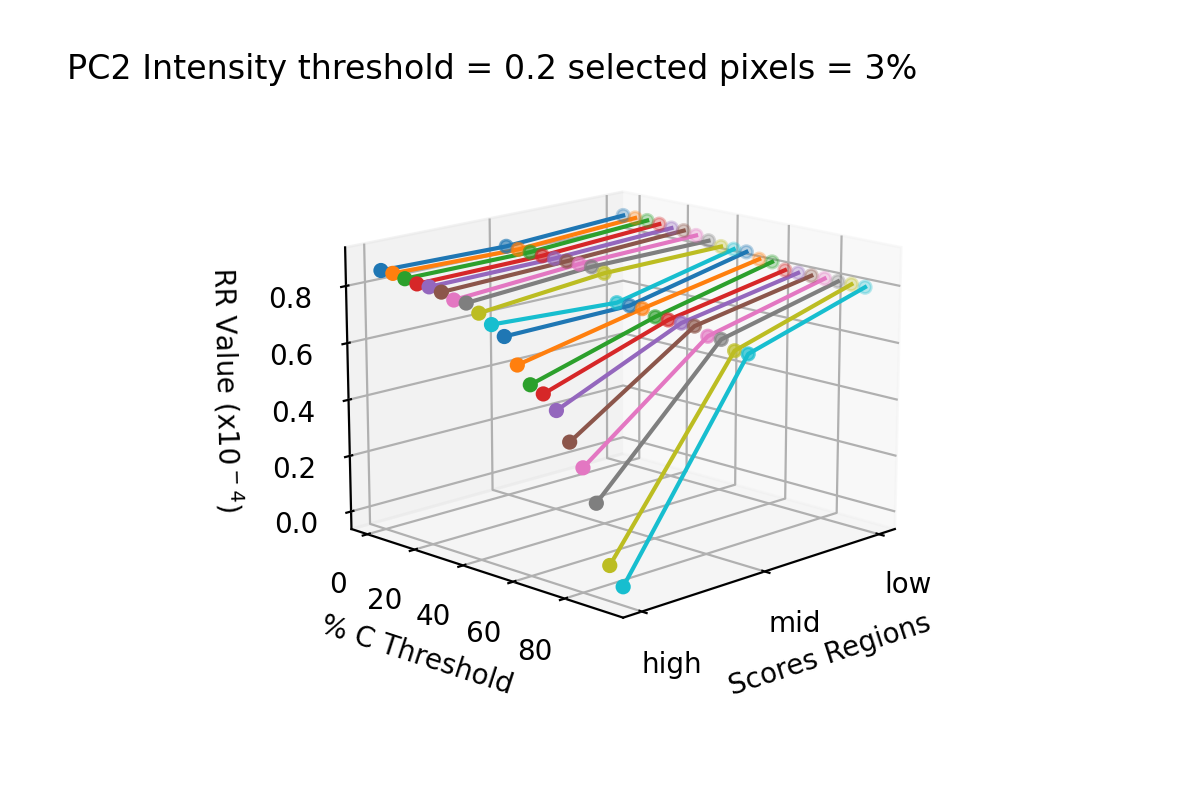 PC2 Intensity threshold = 0.2 selected pixels = 3%
RR Value (x10⁻⁴)
0.8
0.6
0.4
0.2
0.0
0
20
40
60
80
% C Threshold
low
mid
high
Scores Regions